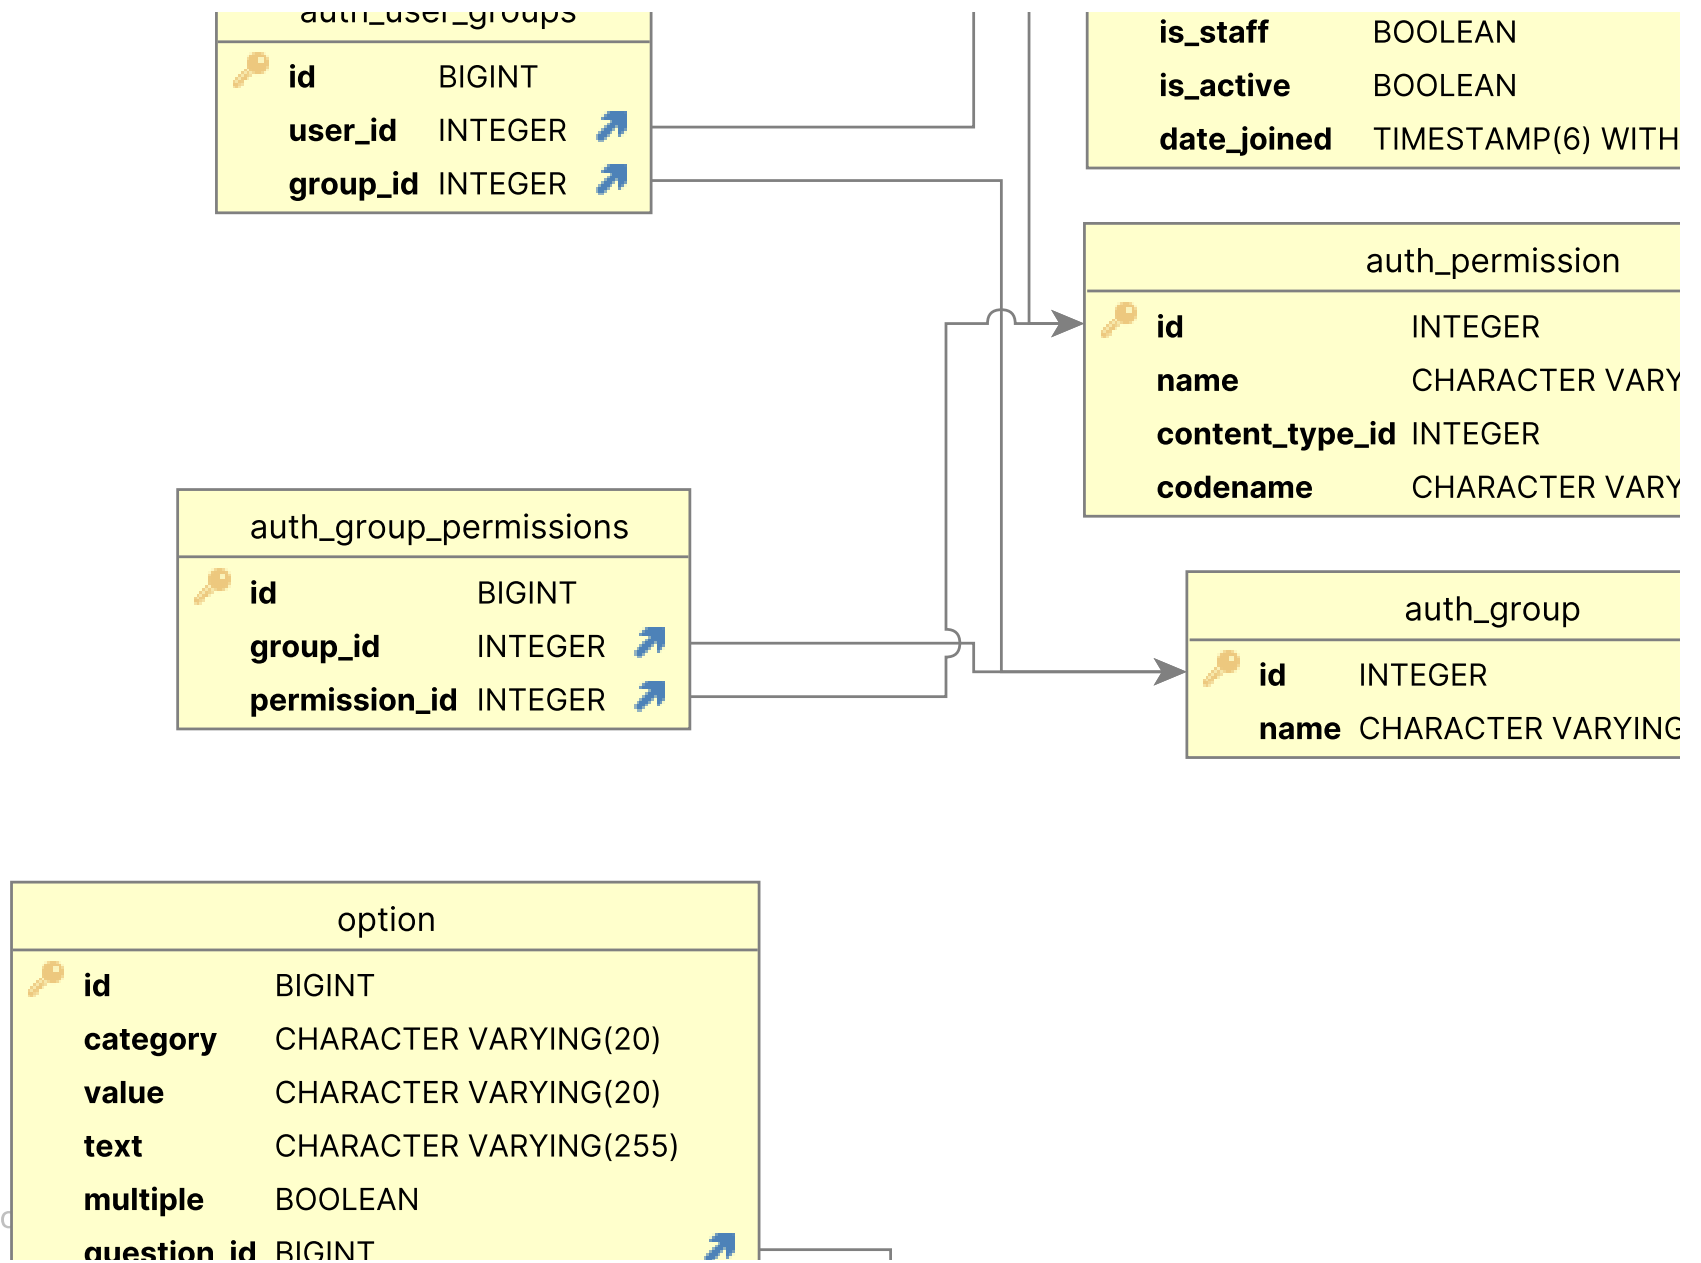 auth_user_groups
id BIGINT
user_id INTEGER
group_id INTEGER
is_staff BOOLEAN
is_active BOOLEAN
date_joined TIMESTAMP(6) WITH
auth_permission
id INTEGER
name CHARACTER VARY
content_type_id INTEGER
codename CHARACTER VARY
auth_group_permissions
id BIGINT
group_id INTEGER
permission_id INTEGER
auth_group
id INTEGER
name CHARACTER VARYING
option
id BIGINT
category CHARACTER VARYING(20)
value CHARACTER VARYING(20)
text CHARACTER VARYING(255)
multiple BOOLEAN
question_id BIGINT